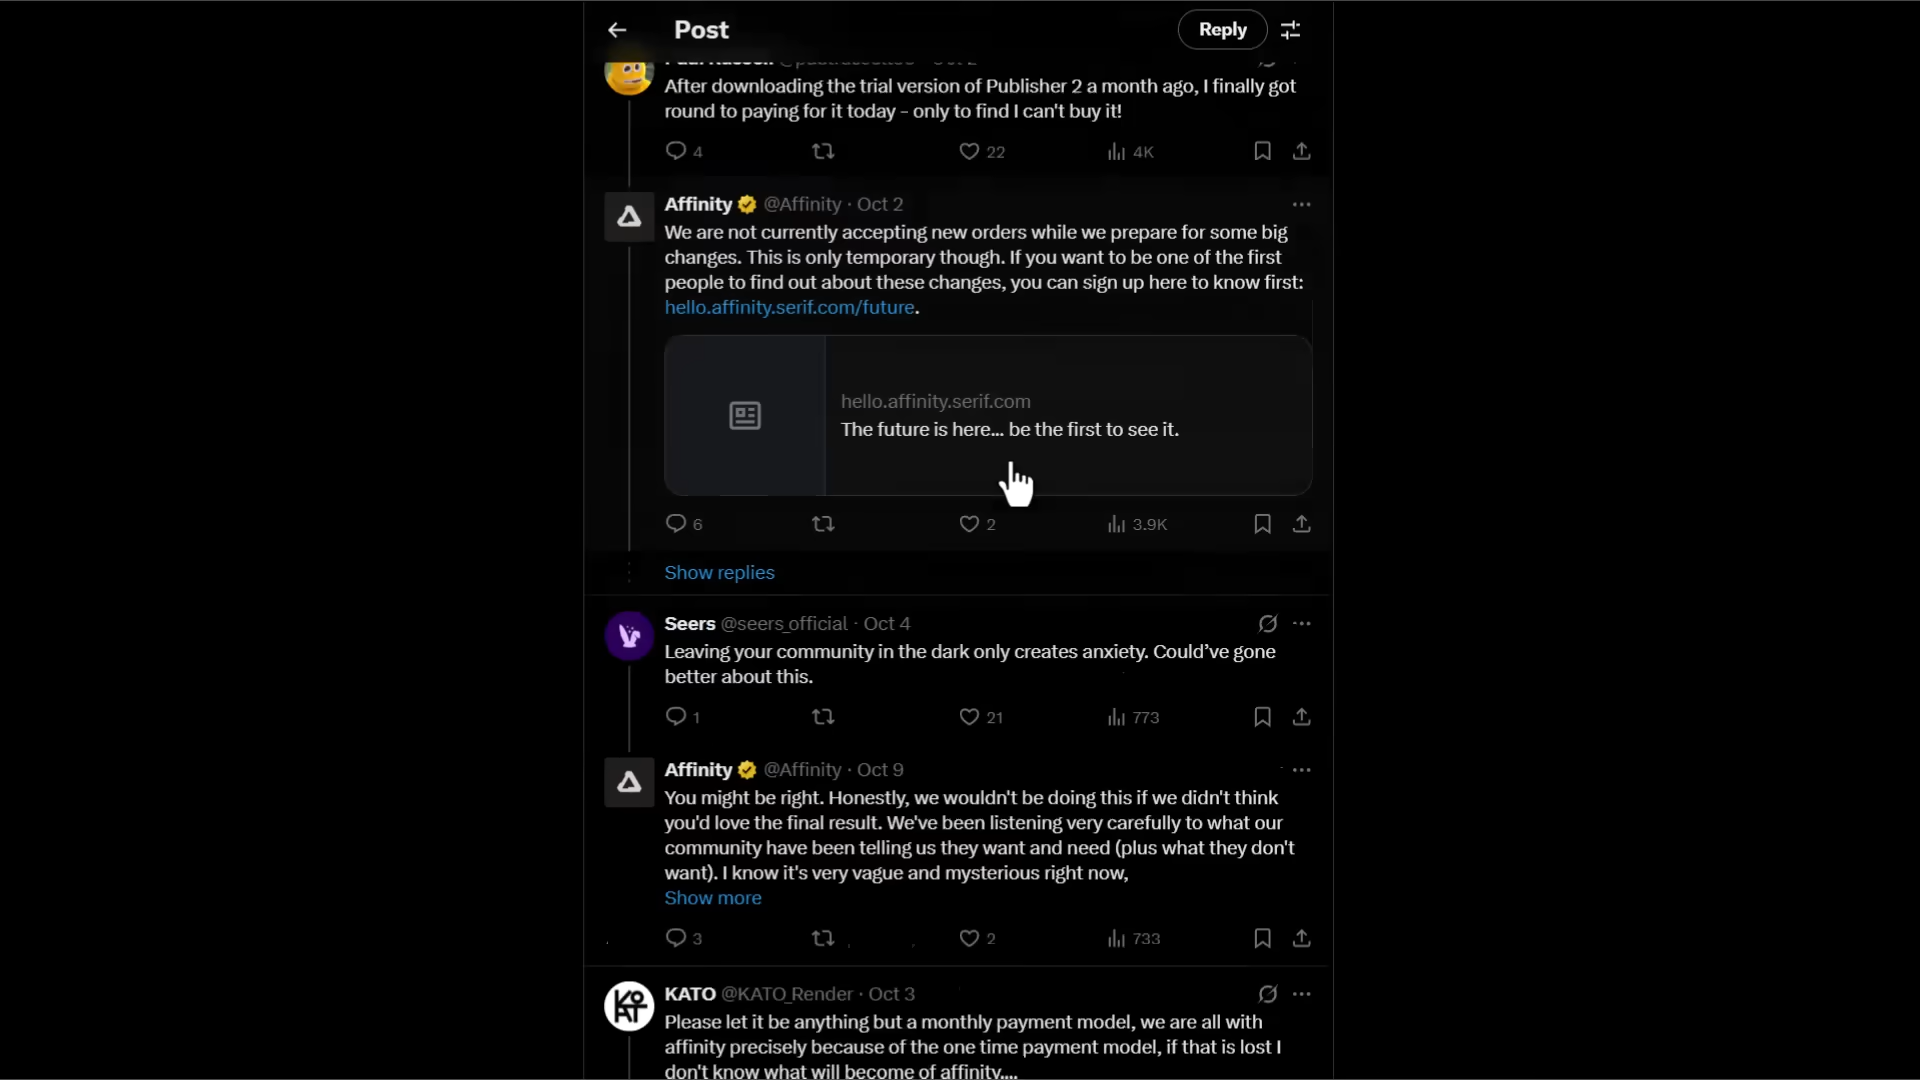 Post
Reply
After downloading the trial version of Publisher 2 a month ago, I finally got
round to paying for it today – only to find I can't buy it!
4 22 4K
Affinity @Affinity · Oct 2
We are not currently accepting new orders while we prepare for some big
changes. This is only temporary though. If you want to be one of the first
people to find out about these changes, you can sign up here to know first:
hello.affinity.serif.com/future.
hello.affinity.serif.com
The future is here... be the first to see it.
6 2 3.9K
Show replies
Seers @seers_official · Oct 4
Leaving your community in the dark only creates anxiety. Could’ve gone
better about this.
1 21 773
Affinity @Affinity · Oct 9
You might be right. Honestly, we wouldn't be doing this if we didn't think
you'd love the final result. We've been listening very carefully to what our
community have been telling us they want and need (plus what they don't
want). I know it's very vague and mysterious right now,
Show more
3 2 733
KATO @KATO_Render · Oct 3
Please let it be anything but a monthly payment model, we are all with
affinity precisely because of the one time payment model, if that is lost I
don't know what will become of affinity....